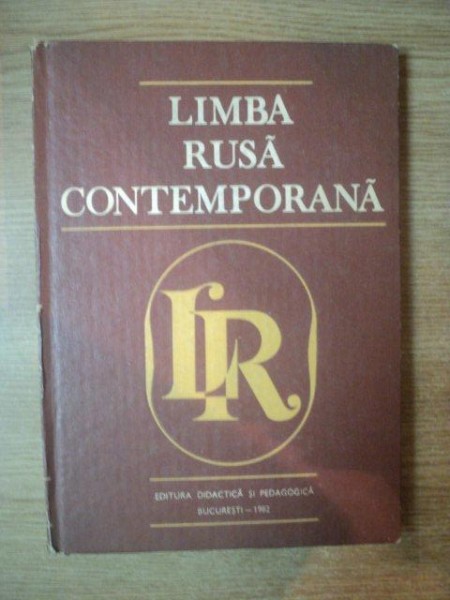 LIMBA
RUSĂ
CONTEMPORANĂ
LR
EDITURA DIDACTICĂ ȘI PEDAGOGICĂ
BUCUREȘTI — 1982